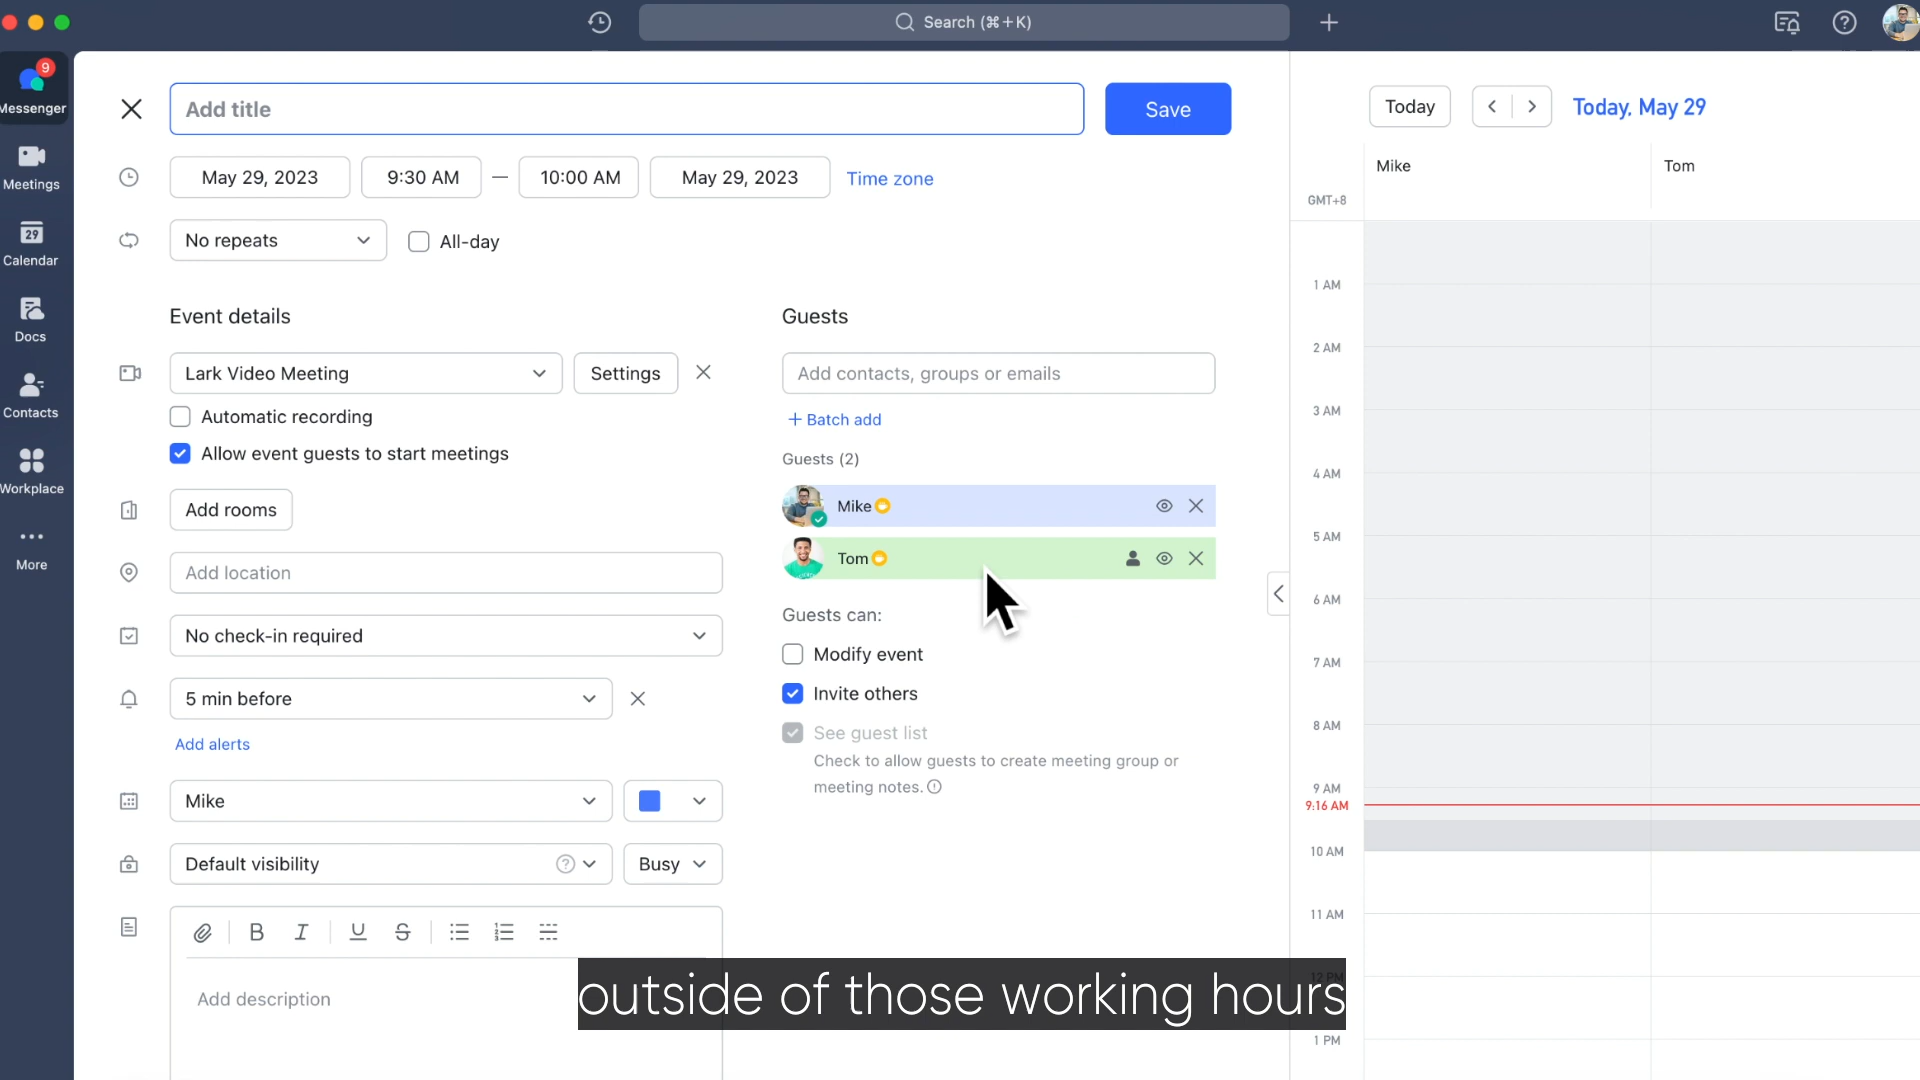 Search (⌘+K)
9
Messenger
Meetings
29
Calendar
Docs
Contacts
Workplace
More
Add title
Save
May 29, 2023
9:30 AM
—
10:00 AM
May 29, 2023
Time zone
No repeats
All-day
Event details
Lark Video Meeting
Settings
Automatic recording
Allow event guests to start meetings
Add rooms
Add location
No check-in required
5 min before
Add alerts
Mike
Default visibility
Busy
B I U S
Add description
Guests
Add contacts, groups or emails
+ Batch add
Guests (2)
Mike
Tom
Guests can:
Modify event
Invite others
See guest list
Check to allow guests to create meeting group or
meeting notes.
Today
Today, May 29
Mike
Tom
GMT+8
1 AM
2 AM
3 AM
4 AM
5 AM
6 AM
7 AM
8 AM
9 AM
9:16 AM
10 AM
11 AM
12 PM
1 PM
outside of those working hours